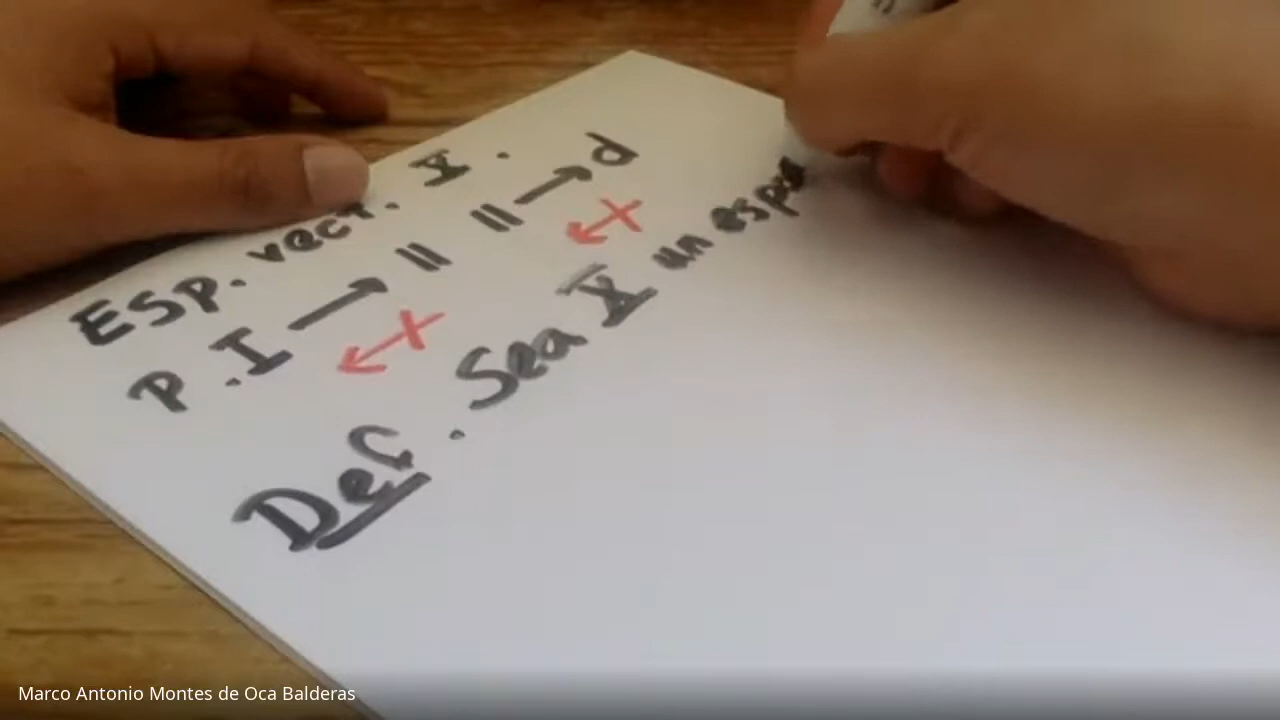 Esp. vect. X.
P.I → || || → d
Def. Sea X un espa
Marco Antonio Montes de Oca Balderas